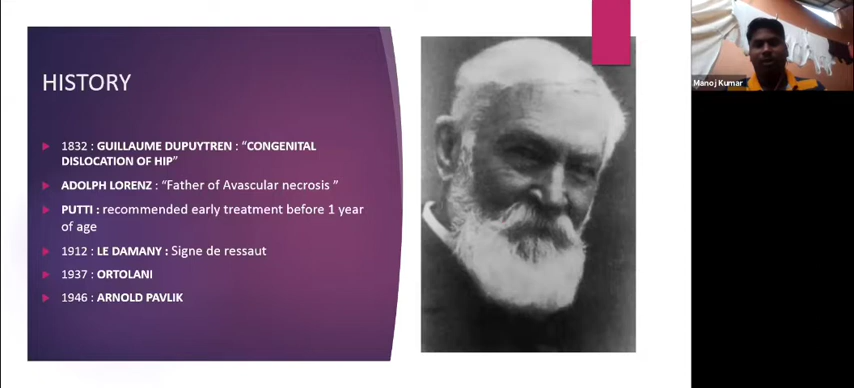 HISTORY
1832 : GUILLAUME DUPUYTREN : “CONGENITAL
DISLOCATION OF HIP”
ADOLPH LORENZ : “Father of Avascular necrosis ”
PUTTI : recommended early treatment before 1 year
of age
1912 : LE DAMANY : Signe de ressaut
1937 : ORTOLANI
1946 : ARNOLD PAVLIK
Manoj Kumar